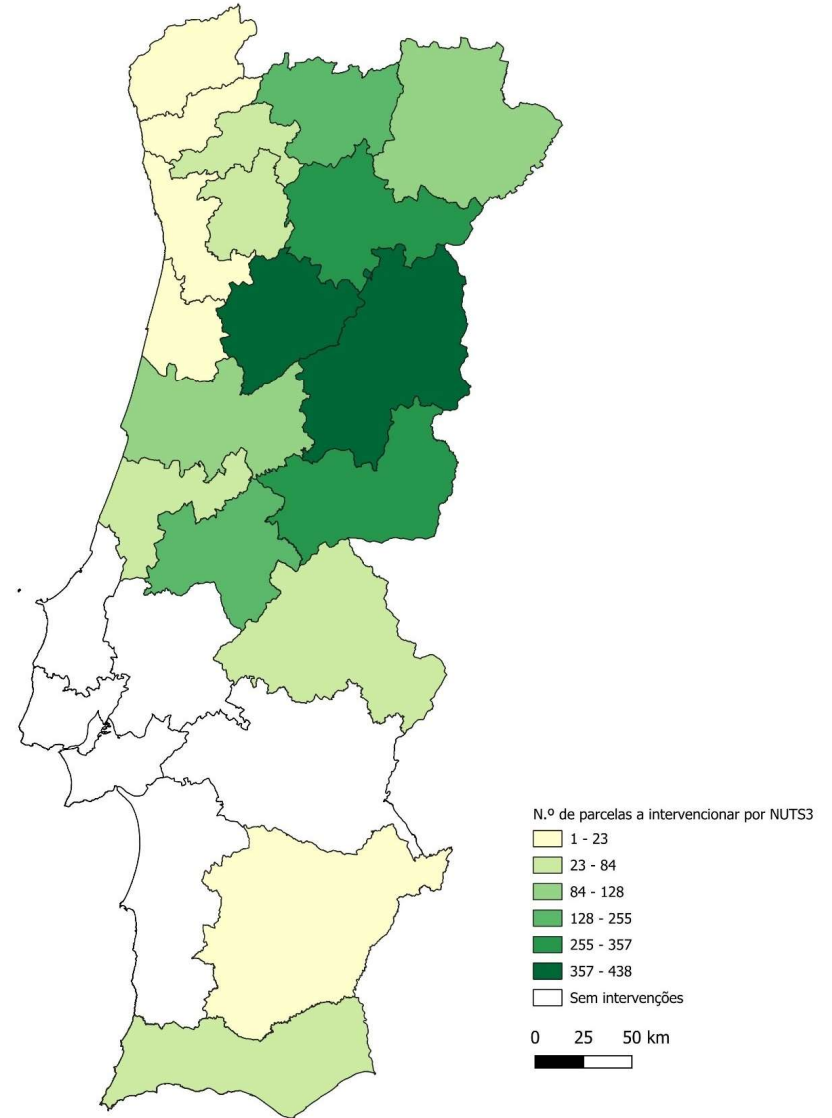 N.º de parcelas a intervencionar por NUTS3
1 - 23
23 - 84
84 - 128
128 - 255
255 - 357
357 - 438
Sem intervenções
0 25 50 km